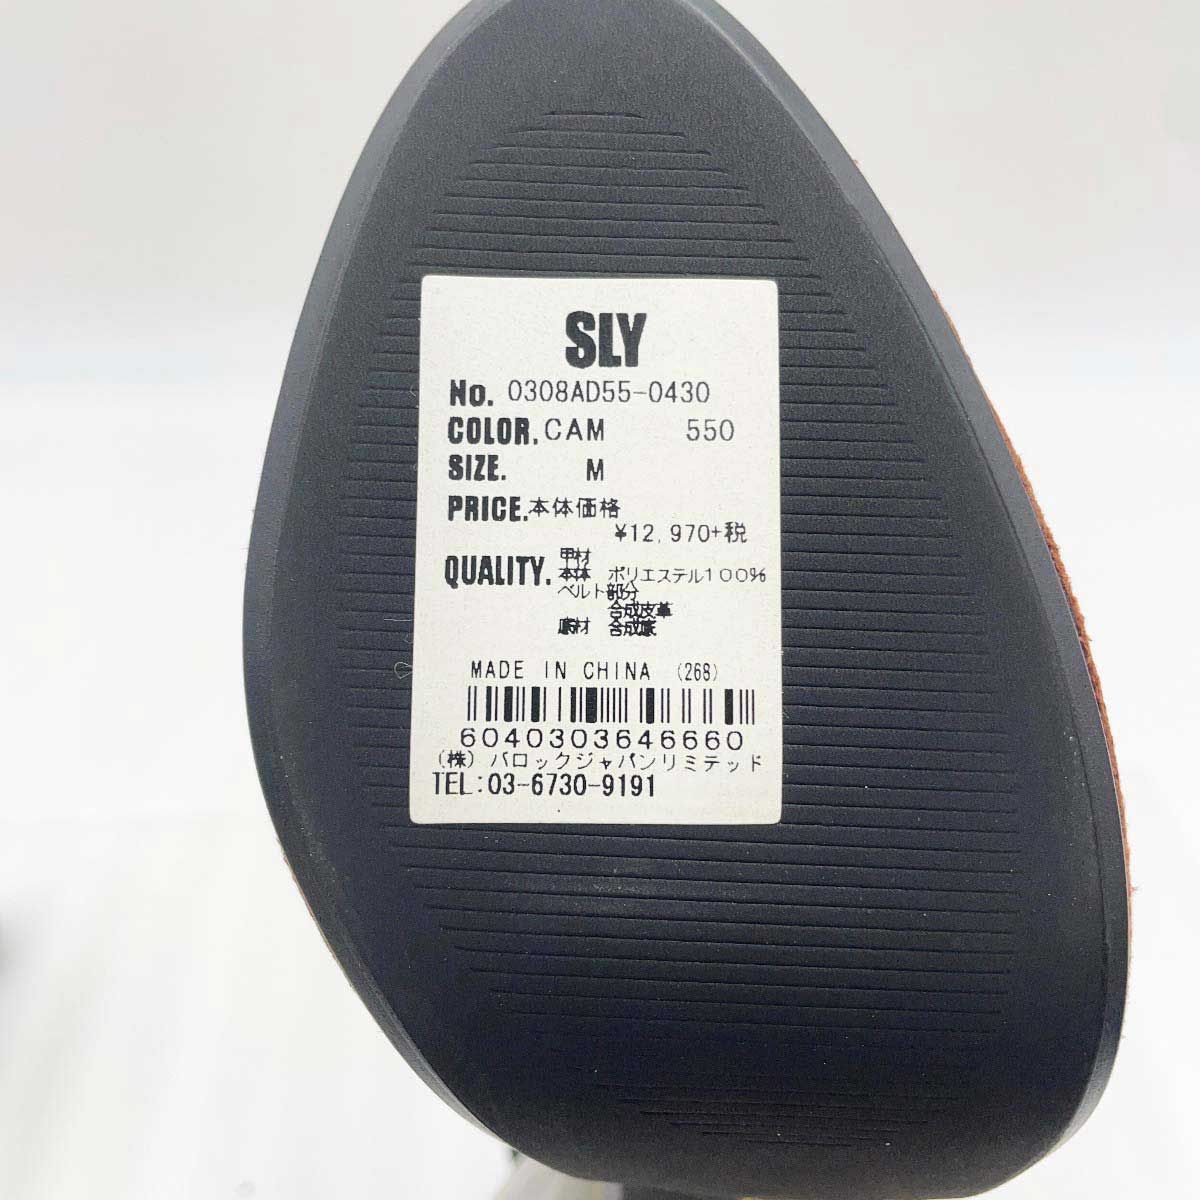 SLY
No. 0308AD55-0430
COLOR. CAM 550
SIZE. M
PRICE. 本体価格
¥12,970+税
QUALITY. 甲材
本体 ポリエステル100%
ベルト部分
合成皮革
底材 合成底
MADE IN CHINA (268)
6040303646660
(株) バロックジャパンリミテッド
TEL:03-6730-9191